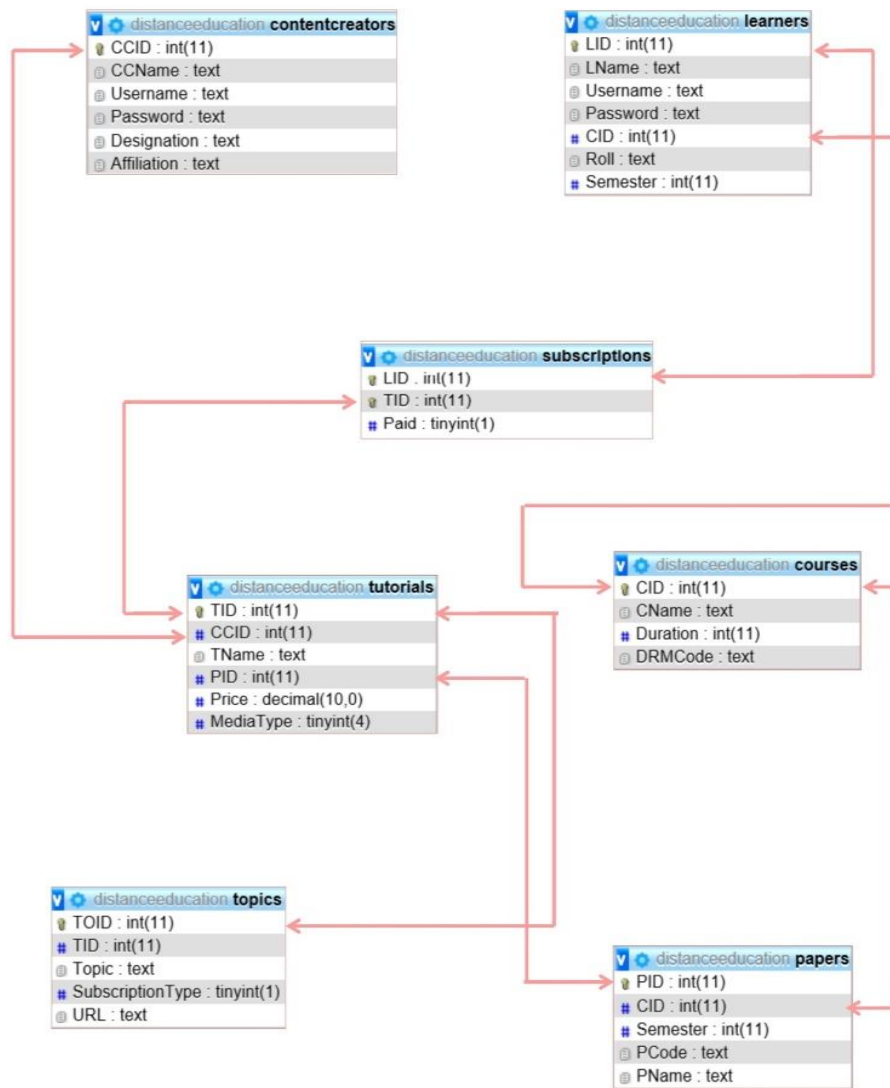 distanceeducation contentcreators
CCID : int(11)
CCName : text
Username : text
Password : text
Designation : text
Affiliation : text
distanceeducation learners
LID : int(11)
LName : text
Username : text
Password : text
CID : int(11)
Roll : text
Semester : int(11)
distanceeducation subscriptions
LID : int(11)
TID : int(11)
Paid : tinyint(1)
distanceeducation tutorials
TID : int(11)
CCID : int(11)
TName : text
PID : int(11)
Price : decimal(10,0)
MediaType : tinyint(4)
distanceeducation courses
CID : int(11)
CName : text
Duration : int(11)
DRMCode : text
distanceeducation topics
TOID : int(11)
TID : int(11)
Topic : text
SubscriptionType : tinyint(1)
URL : text
distanceeducation papers
PID : int(11)
CID : int(11)
Semester : int(11)
PCode : text
PName : text